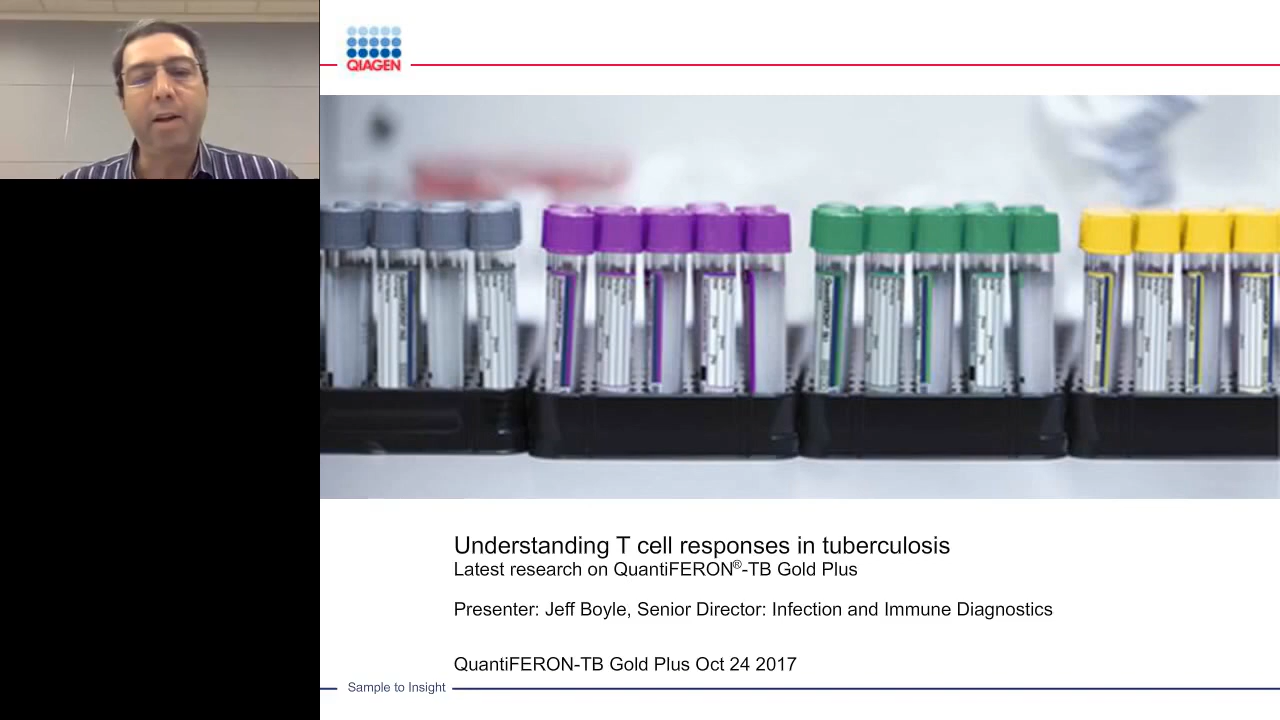 QIAGEN
Understanding T cell responses in tuberculosis
Latest research on QuantiFERON®-TB Gold Plus
Presenter: Jeff Boyle, Senior Director: Infection and Immune Diagnostics
QuantiFERON-TB Gold Plus Oct 24 2017
Sample to Insight